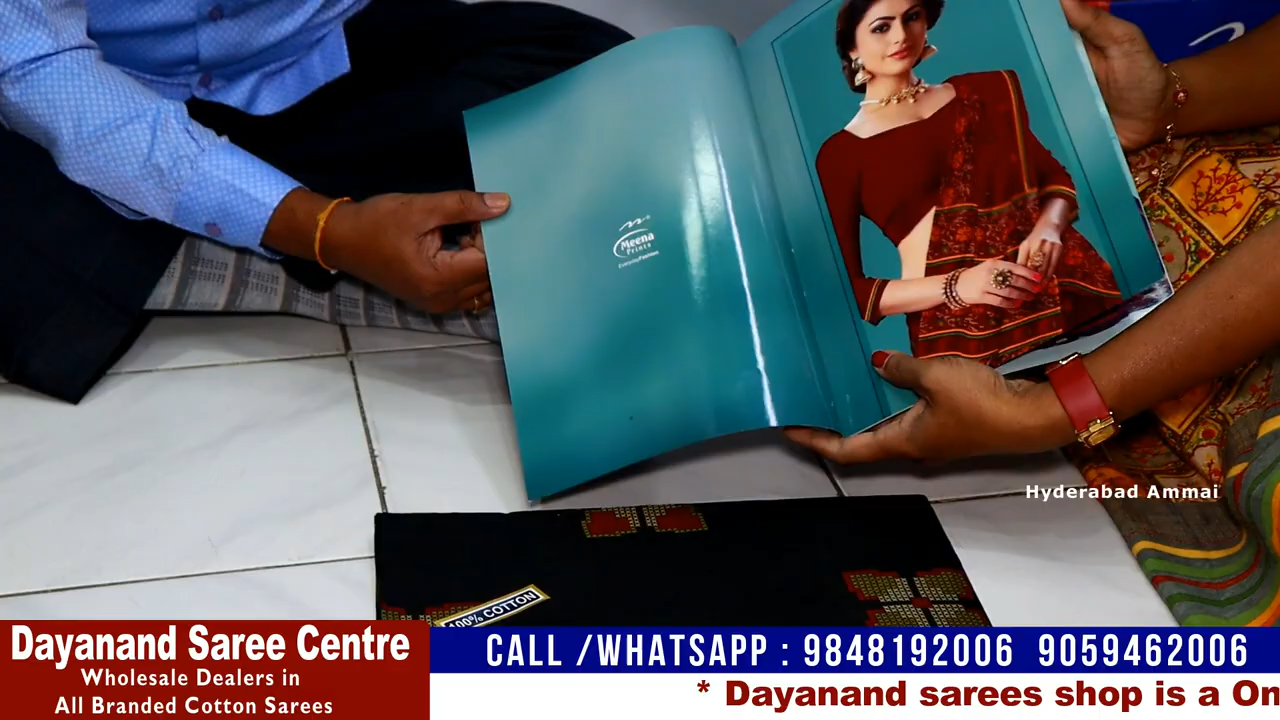 Meena
Prints
EverydayFashion
Hyderabad Ammai
100% COTTON
Dayanand Saree Centre
Wholesale Dealers in
All Branded Cotton Sarees
CALL /WHATSAPP : 9848192006 9059462006
* Dayanand sarees shop is a On